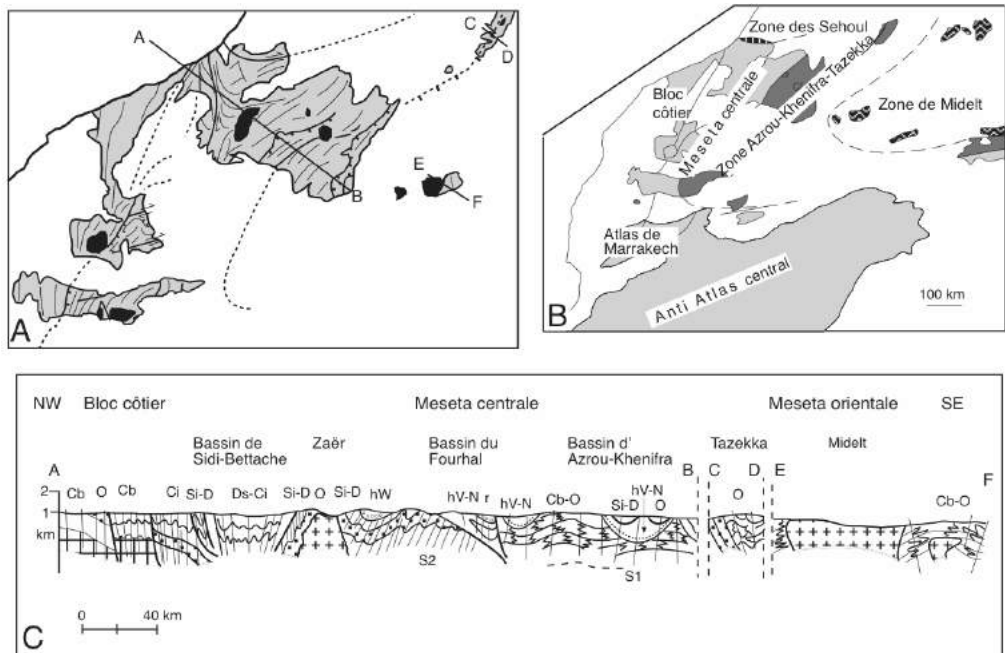 A
B
C
D
E
F
A
Zone des Sehoul
Bloc
côtier
Meseta centrale
Zone Azrou-Khenifra-Tazekka
Zone de Midelt
Atlas de
Marrakech
Anti Atlas central
100 km
B
NW Bloc côtier Meseta centrale Meseta orientale SE
Bassin de
Sidi-Bettache
Zaër
Bassin du
Fourhal
Bassin d'
Azrou-Khenifra
Tazekka
Midelt
A B C D E F
Cb O Cb Ci Si-D Ds-Ci Si-D O Si-D hW hV-N r hV-N Cb-O Si-D hV-N O O Cb-O
2
1
km
S2
S1
0 40 km
C